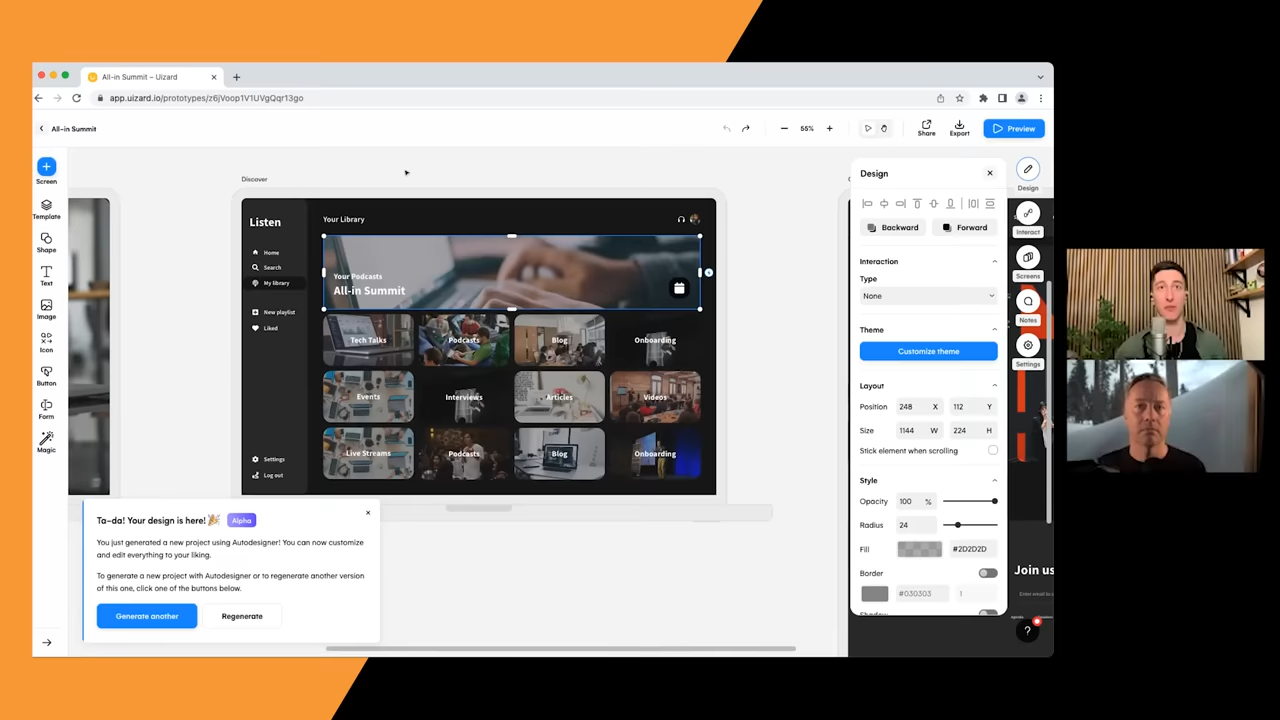 All-in Summit – Uizard
app.uizard.io/prototypes/z6jVoop1V1UVgQqr13go
All-in Summit
55%
Share
Export
Preview
Screen
Template
Shape
Text
Image
Icon
Button
Form
Magic
Discover
Listen
Home
Search
My library
New playlist
Liked
Settings
Log out
Your Library
Your Podcasts
All-in Summit
Tech Talks
Podcasts
Blog
Onboarding
Events
Interviews
Articles
Videos
Live Streams
Podcasts
Blog
Onboarding
Ta-da! Your design is here! 🎉 Alpha
You just generated a new project using Autodesigner! You can now customize
and edit everything to your liking.
To generate a new project with Autodesigner or to regenerate another version
of this one, click one of the buttons below.
Generate another
Regenerate
Design
Backward
Forward
Interaction
Type
None
Theme
Customize theme
Layout
Position 248 X 112 Y
Size 1144 W 224 H
Stick element when scrolling
Style
Opacity 100 %
Radius 24
Fill #2D2D2D
Border
#030303 1
Design
Interact
Screens
Notes
Settings
Join us
?